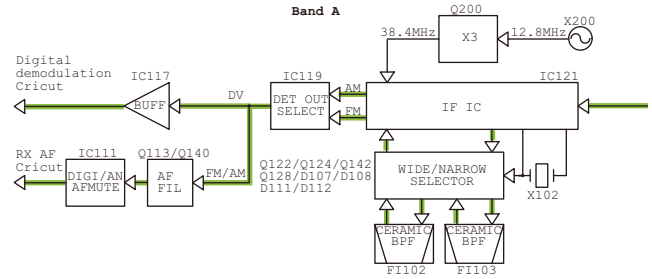 Band A
Q200
X200
38.4MHz
X3
12.8MHz
Digital
demodulation
Cricut
IC117
IC119
IC121
BUFF
DV
DET OUT
SELECT
AM
FM
IF IC
RX AF
Cricut
IC111
Q113/Q140
DIGI/AN
AFMUTE
AF
FIL
FM/AM
Q122/Q124/Q142
Q128/D107/D108
D111/D112
WIDE/NARROW
SELECTOR
X102
CERAMIC
BPF
CERAMIC
BPF
FI102
FI103